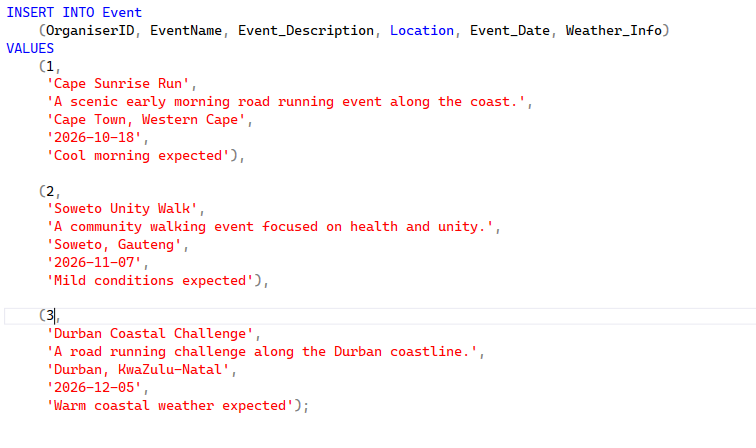 INSERT INTO Event
(OrganiserID, EventName, Event_Description, Location, Event_Date, Weather_Info)
VALUES
(1,
'Cape Sunrise Run',
'A scenic early morning road running event along the coast.',
'Cape Town, Western Cape',
'2026-10-18',
'Cool morning expected'),
(2,
'Soweto Unity Walk',
'A community walking event focused on health and unity.',
'Soweto, Gauteng',
'2026-11-07',
'Mild conditions expected'),
(3,
'Durban Coastal Challenge',
'A road running challenge along the Durban coastline.',
'Durban, KwaZulu-Natal',
'2026-12-05',
'Warm coastal weather expected');